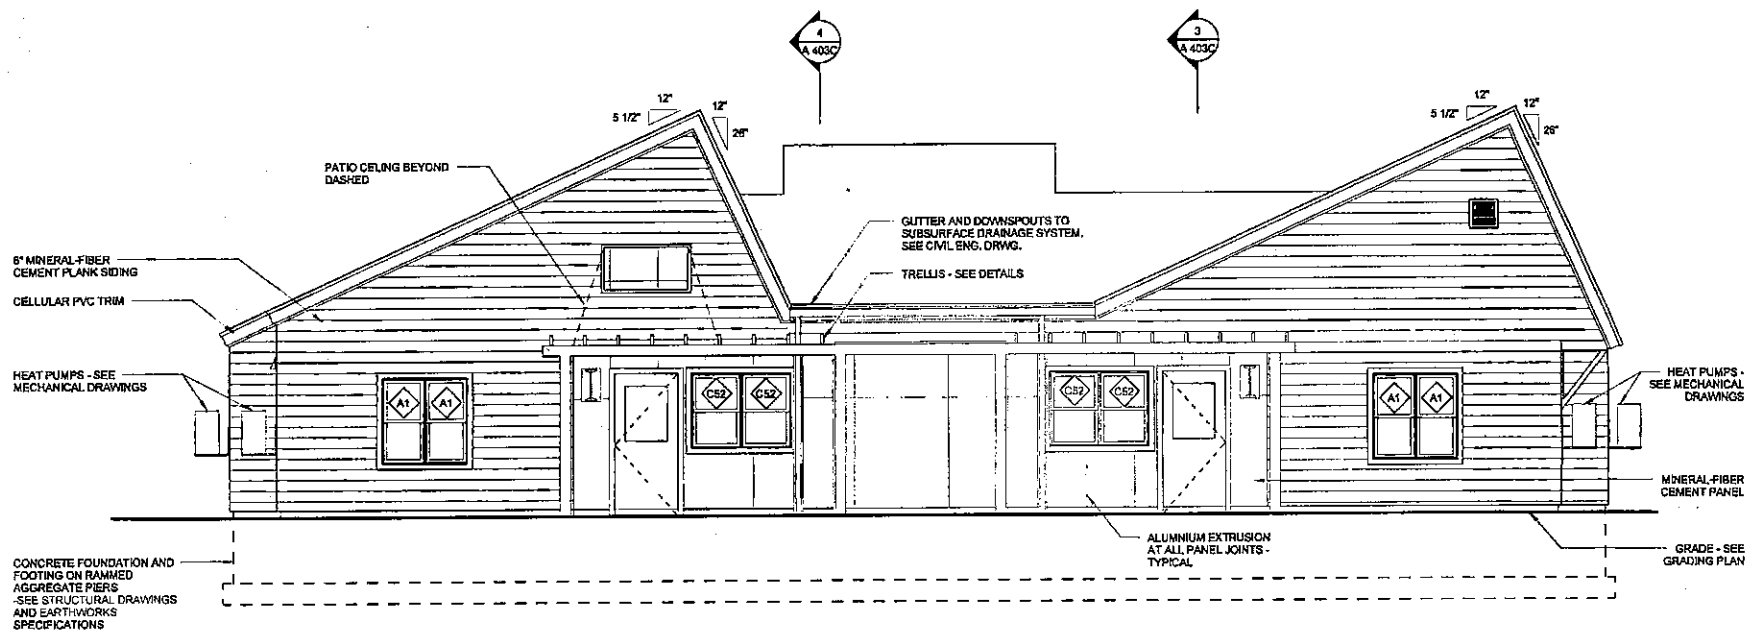 4
A 403C
3
A 403C
12"
5 1/2"
12"
26"
12"
5 1/2"
12"
26"
PATIO CELING BEYOND
DASHED
GUTTER AND DOWNSPOUTS TO
SUBSURFACE DRAINAGE SYSTEM,
SEE CIVIL ENG. DRWG.
TRELLIS - SEE DETAILS
6" MINERAL-FIBER
CEMENT PLANK SIDING
CELLULAR PVC TRIM
HEAT PUMPS - SEE
MECHANICAL DRAWINGS
A1
A1
C52
C52
C52
C52
A1
A1
HEAT PUMPS -
SEE MECHANICAL
DRAWINGS
MINERAL-FIBER
CEMENT PANEL
ALUMNIUM EXTRUSION
AT ALL PANEL JOINTS -
TYPICAL
GRADE - SEE
GRADING PLAN
CONCRETE FOUNDATION AND
FOOTING ON RAMMED
AGGREGATE PIERS
-SEE STRUCTURAL DRAWINGS
AND EARTHWORKS
SPECIFICATIONS